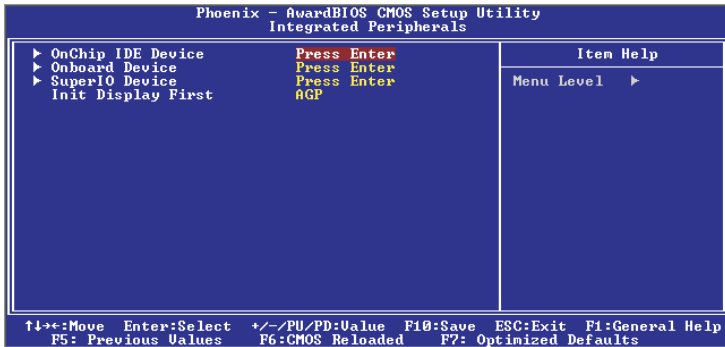 Phoenix - AwardBIOS CMOS Setup Utility
Integrated Peripherals
► OnChip IDE Device Press Enter
► Onboard Device Press Enter
► SuperIO Device Press Enter
Init Display First AGP
Item Help
Menu Level ►
↑↓→←:Move Enter:Select +/-/PU/PD:Value F10:Save ESC:Exit F1:General Help
F5: Previous Values F6:CMOS Reloaded F7: Optimized Defaults